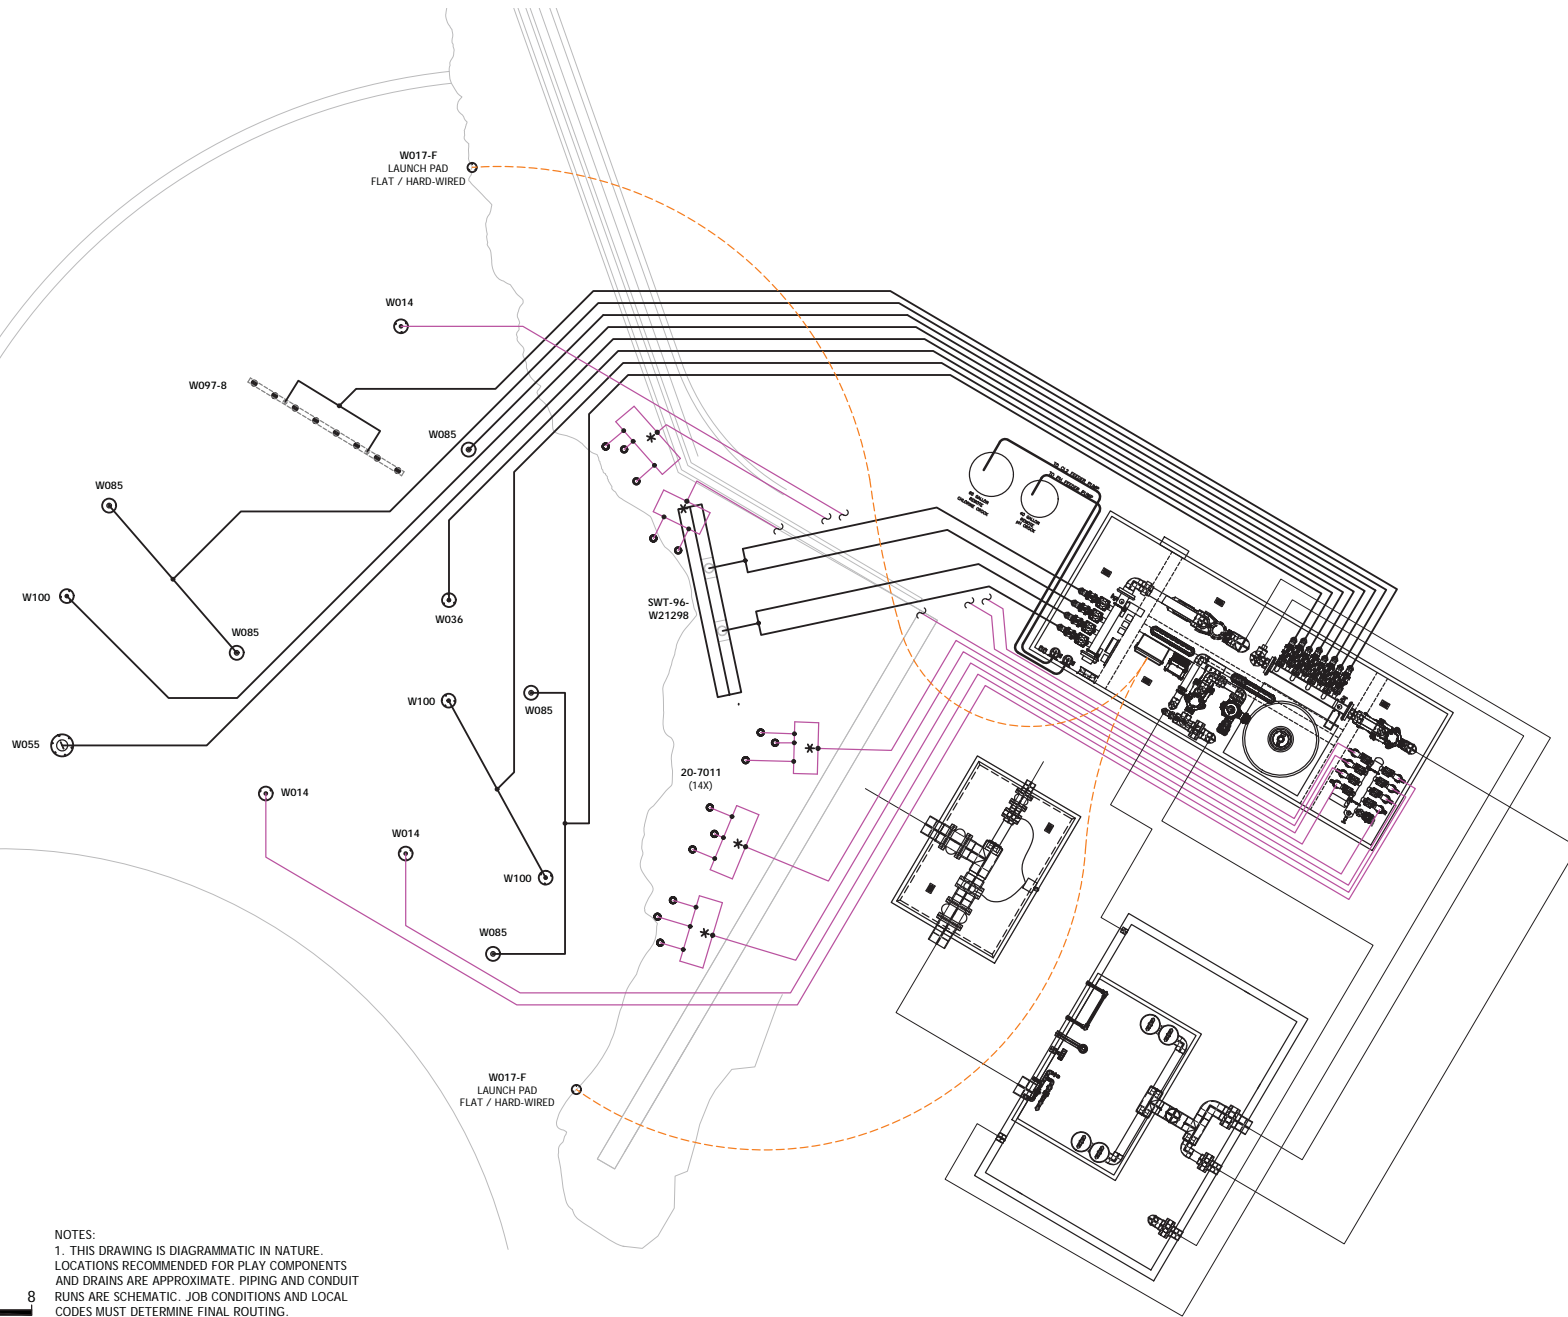 W017-F
LAUNCH PAD
FLAT / HARD-WIRED
W014
W097-8
W085
W085
W100
W085
W036
SWT-96-
W21298
W100
W085
W055
W014
W014
20-7011
(14X)
W100
W085
W017-F
LAUNCH PAD
FLAT / HARD-WIRED
NOTES:
1. THIS DRAWING IS DIAGRAMMATIC IN NATURE.
LOCATIONS RECOMMENDED FOR PLAY COMPONENTS
AND DRAINS ARE APPROXIMATE. PIPING AND CONDUIT
RUNS ARE SCHEMATIC. JOB CONDITIONS AND LOCAL
CODES MUST DETERMINE FINAL ROUTING.
8